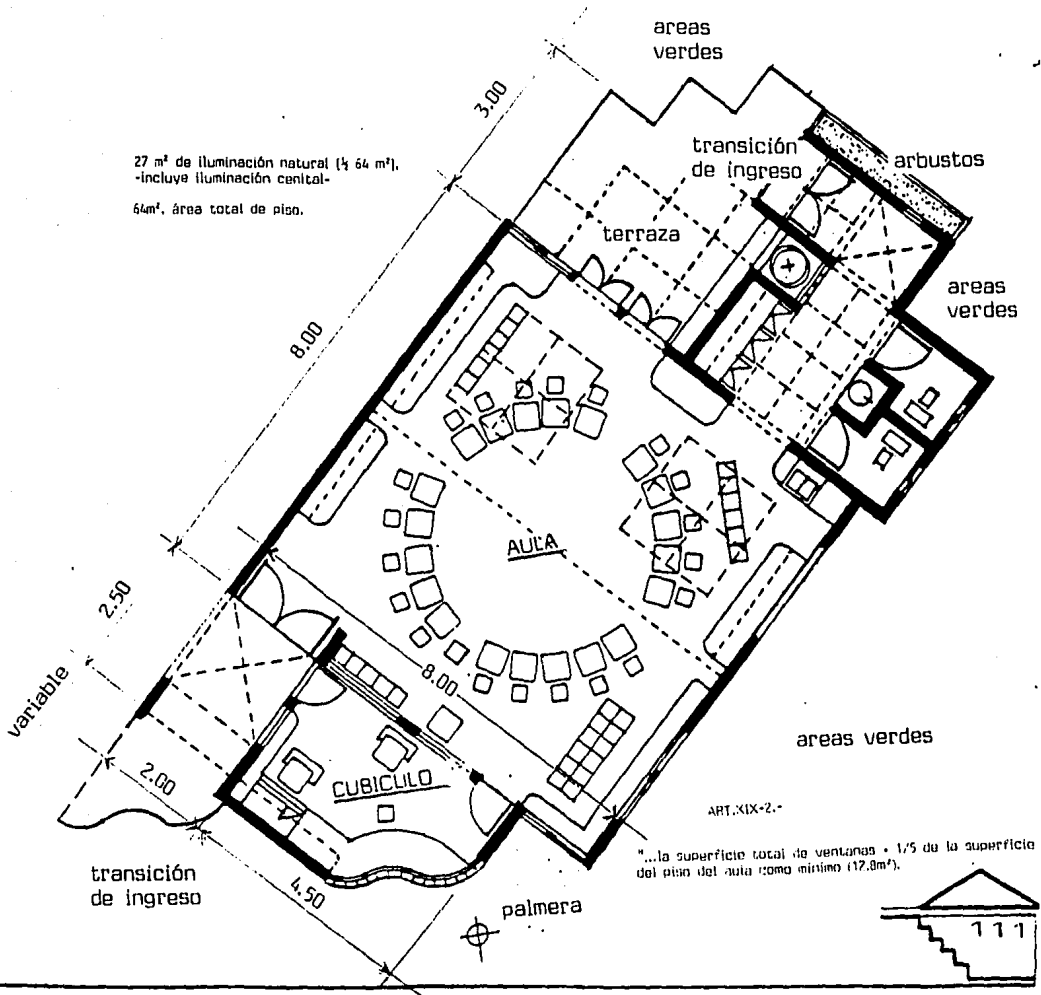 areas
verdes
3.00
27 m² de iluminación natural (⅓ 64 m²).
-incluye iluminación cenital-
64m². área total de piso.
transición
de ingreso
arbustos
terraza
areas
verdes
8.00
AULA
2.50
variable
8.00
2.00
CUBICULO
areas verdes
ART.XIX-2.-
"...la superficie total de ventanas = 1/5 de la superficie
del piso del aula como mínimo (12.8m²).
transición
de ingreso
4.50
palmera
111